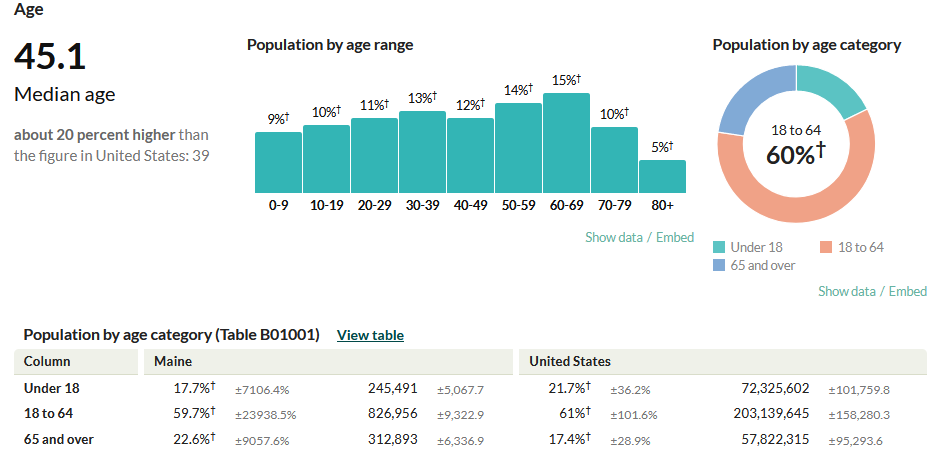 Age
45.1
Median age
about 20 percent higher than
the figure in United States: 39
Population by age range
9%† 10%† 11%† 13%† 12%† 14%† 15%† 10%† 5%†
0-9 10-19 20-29 30-39 40-49 50-59 60-69 70-79 80+
Show data / Embed
Population by age category
18 to 64
60%†
Under 18 18 to 64
65 and over
Show data / Embed
Population by age category (Table B01001) View table
Column Maine United States
Under 18 17.7%† ±7106.4% 245,491 ±5,067.7 21.7%† ±36.2% 72,325,602 ±101,759.8
18 to 64 59.7%† ±23938.5% 826,956 ±9,322.9 61%† ±101.6% 203,139,645 ±158,280.3
65 and over 22.6%† ±9057.6% 312,893 ±6,336.9 17.4%† ±28.9% 57,822,315 ±95,293.6